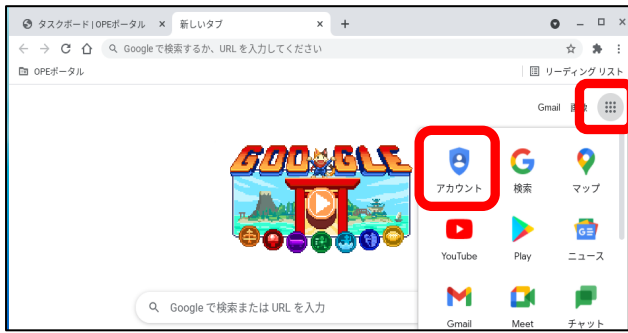 タスクボード | OPEポータル
新しいタブ
Google で検索するか、URL を入力してください
OPEポータル
リーディング リスト
Gmail
GOOGLE
アカウント
検索
マップ
YouTube
Play
ニュース
Google で検索または URL を入力
Gmail
Meet
チャット